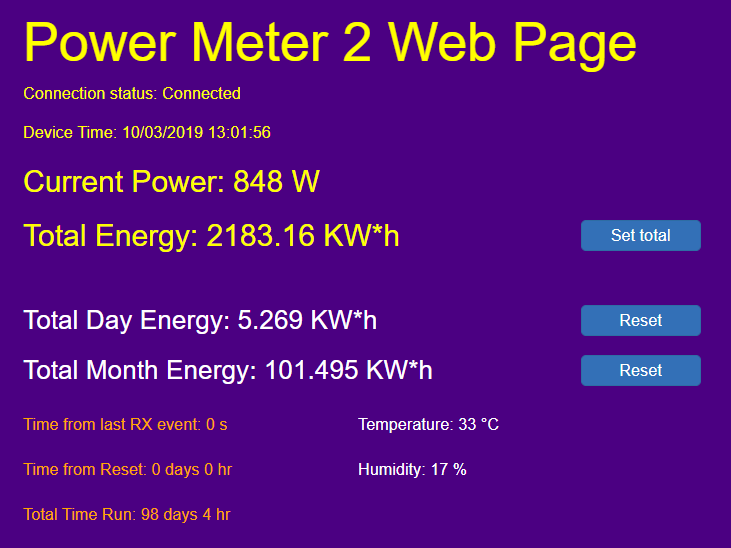 Power Meter 2 Web Page
Connection status: Connected
Device Time: 10/03/2019 13:01:56
Current Power: 848 W
Total Energy: 2183.16 KW*h
Set total
Total Day Energy: 5.269 KW*h
Reset
Total Month Energy: 101.495 KW*h
Reset
Time from last RX event: 0 s
Temperature: 33 °C
Time from Reset: 0 days 0 hr
Humidity: 17 %
Total Time Run: 98 days 4 hr